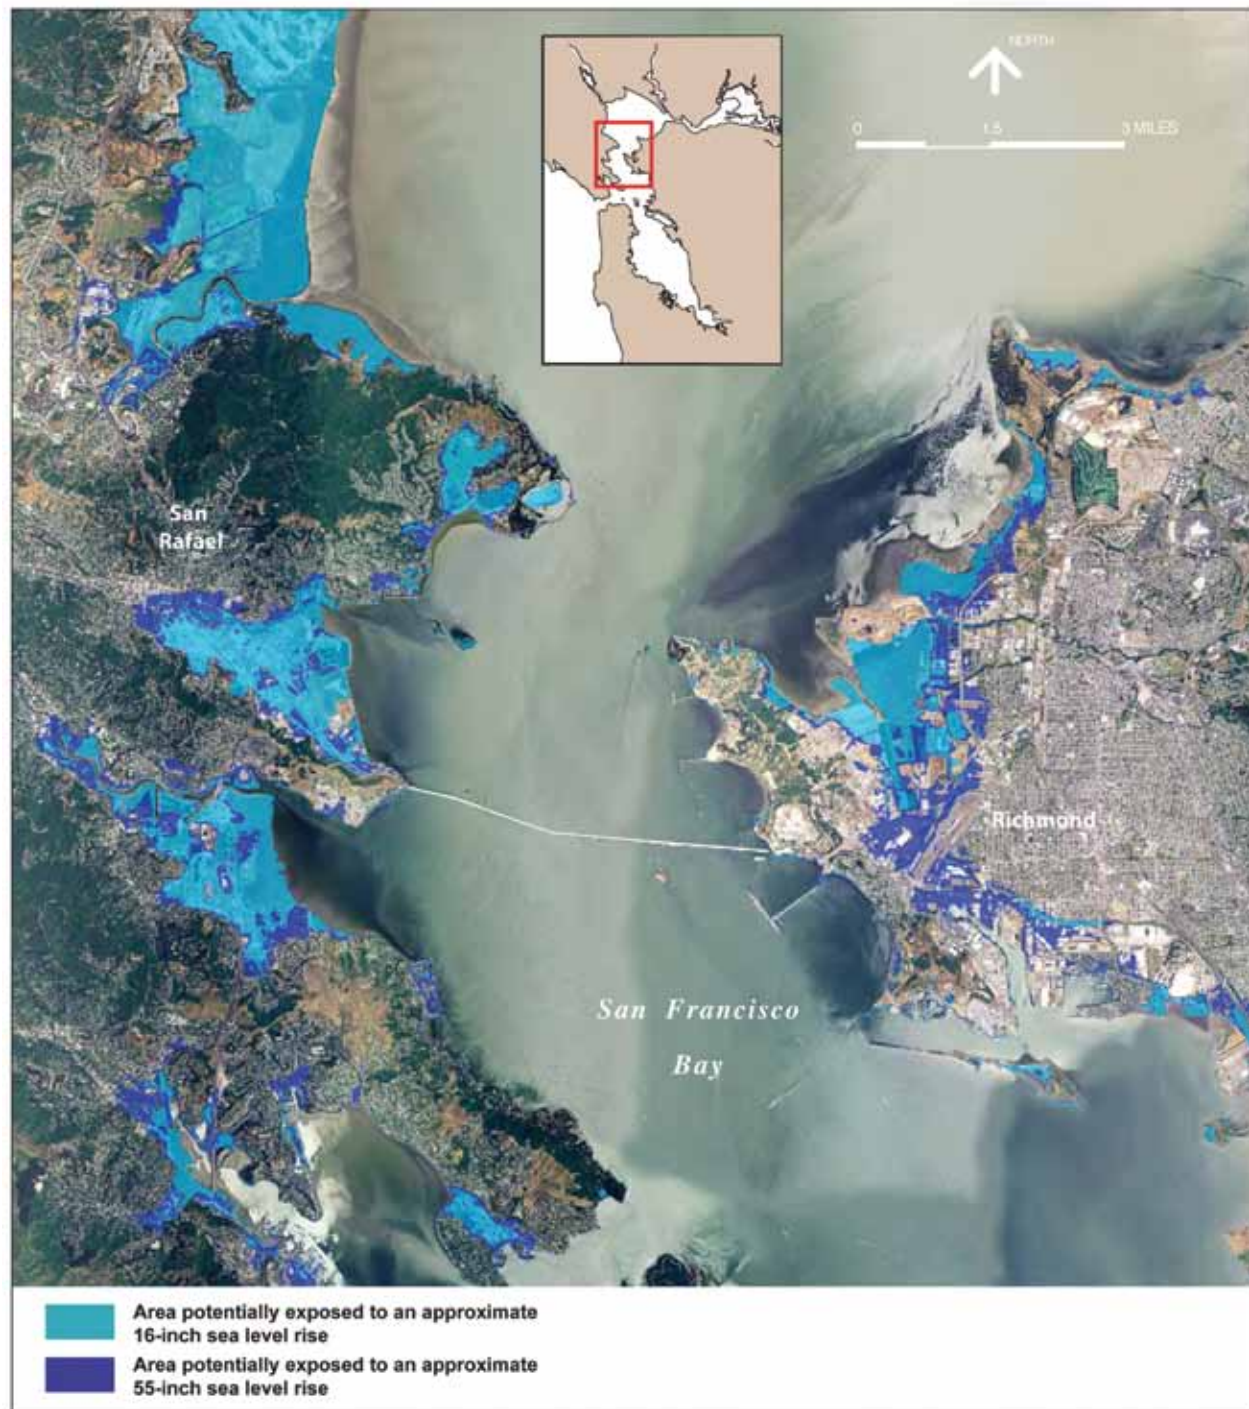 NORTH
0 1.5 3 MILES
San
Rafael
Richmond
San Francisco
Bay
Area potentially exposed to an approximate
16-inch sea level rise
Area potentially exposed to an approximate
55-inch sea level rise